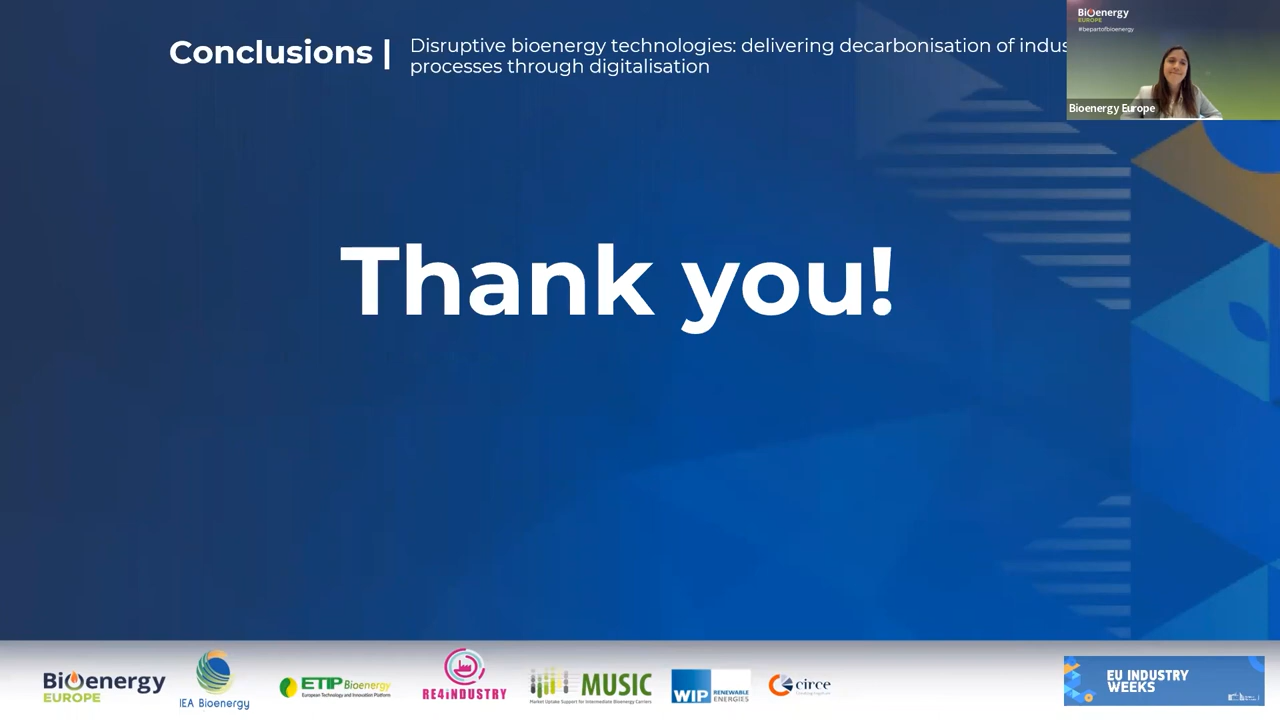 Conclusions |
Disruptive bioenergy technologies: delivering decarbonisation of indus
processes through digitalisation
Bioenergy
EUROPE
#bepartofbioenergy
Bioenergy Europe
Thank you!
Bioenergy
EUROPE
IEA Bioenergy
ETIP Bioenergy
European Technology and Innovation Platform
RE4INDUSTRY
MUSIC
Market Uptake Support for Intermediate Bioenergy Carriers
WIP RENEWABLE
ENERGIES
circe
EU INDUSTRY
WEEKS